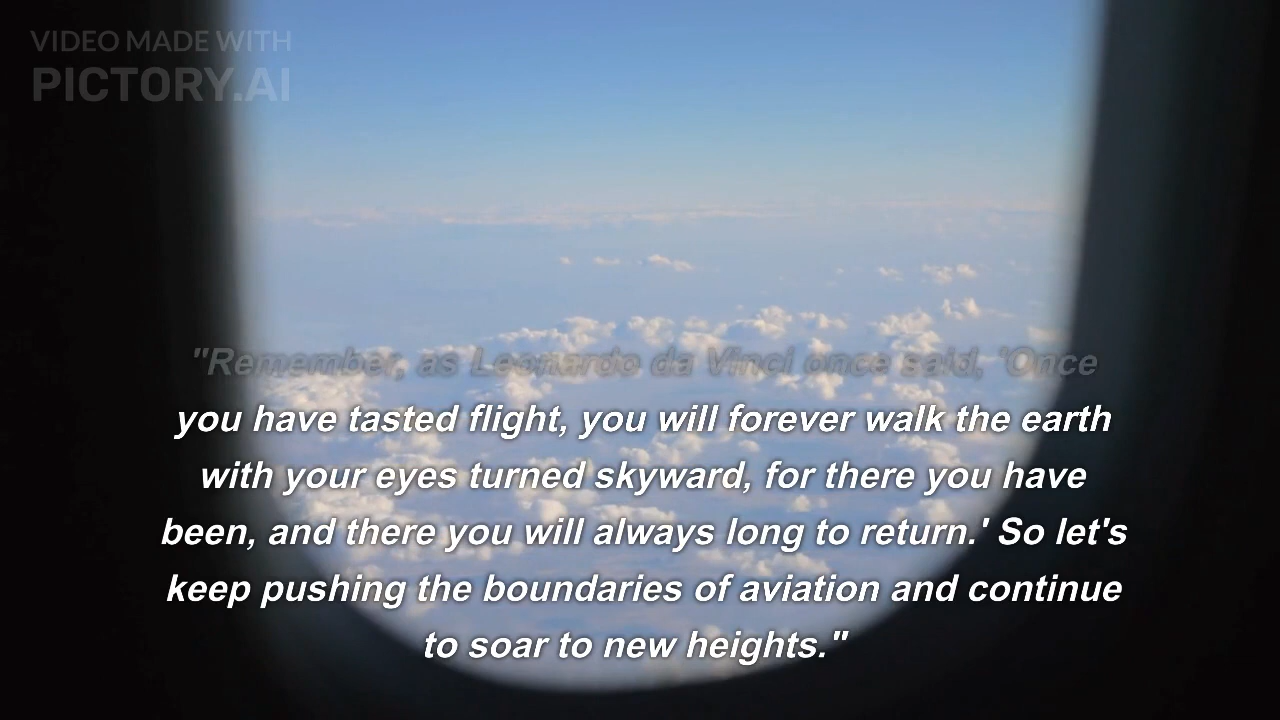 VIDEO MADE WITH
PICTORY.AI
"Remember, as Leonardo da Vinci once said, 'Once
you have tasted flight, you will forever walk the earth
with your eyes turned skyward, for there you have
been, and there you will always long to return.' So let's
keep pushing the boundaries of aviation and continue
to soar to new heights."